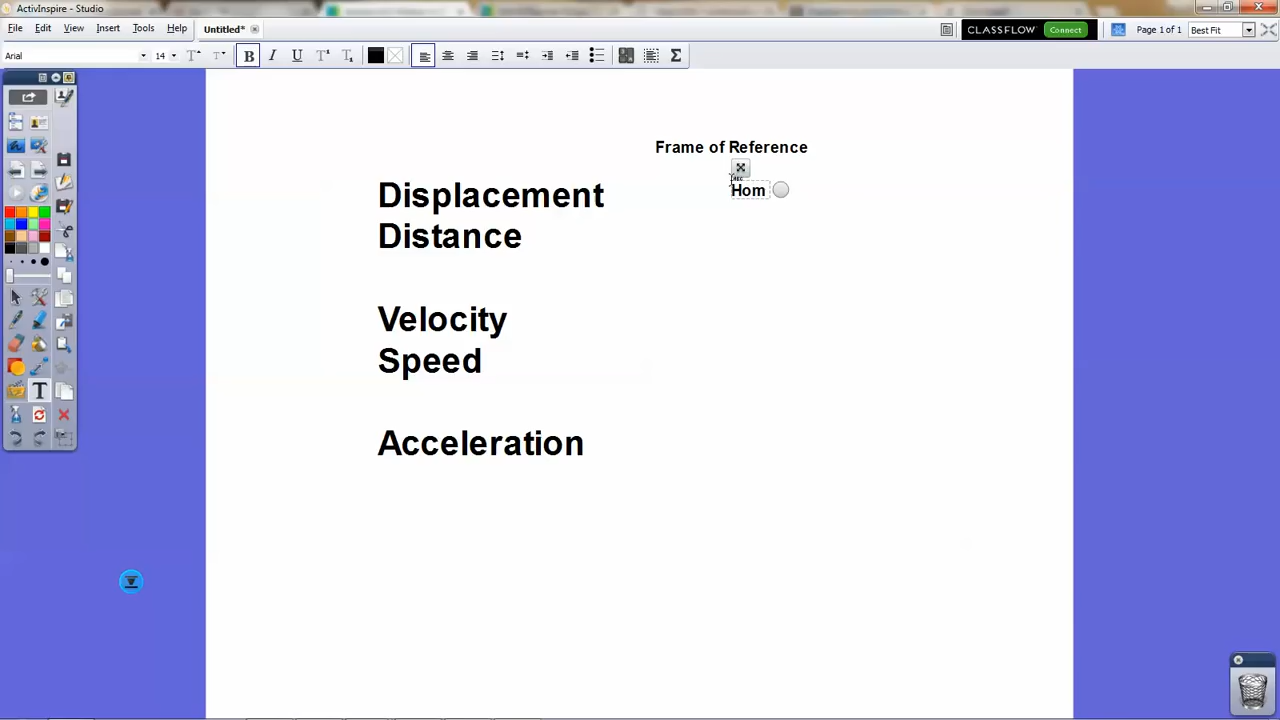 ActivInspire - Studio
File Edit View Insert Tools Help Untitled* CLASSFLOW Connect Page 1 of 1 Best Fit
Arial 14 B I U T T Σ
Frame of Reference
Hom
Displacement
Distance
Velocity
Speed
Acceleration
T